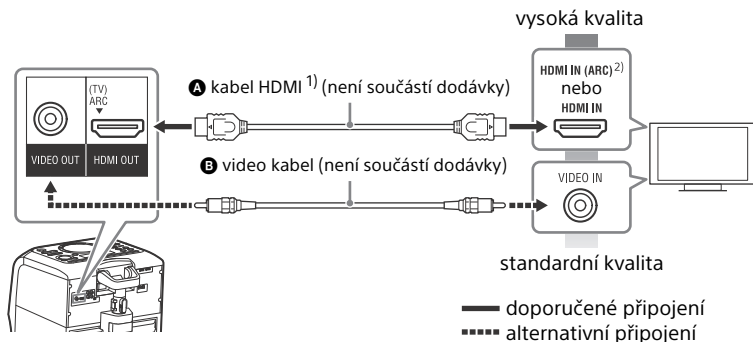 vysoká kvalita
HDMI IN (ARC) 2)
nebo
HDMI IN
(TV)
ARC
VIDEO OUT
HDMI OUT
A kabel HDMI 1) (není součástí dodávky)
B video kabel (není součástí dodávky)
VIDEO IN
standardní kvalita
doporučené připojení
alternativní připojení